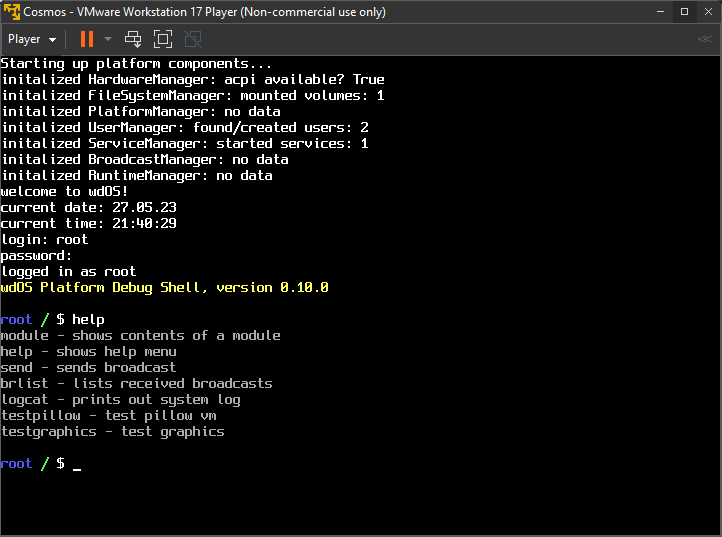 Cosmos - VMware Workstation 17 Player (Non-commercial use only)
Player
Starting up platform components...
initalized HardwareManager: acpi available? True
initalized FileSystemManager: mounted volumes: 1
initalized PlatformManager: no data
initalized UserManager: found/created users: 2
initalized ServiceManager: started services: 1
initalized BroadcastManager: no data
initalized RuntimeManager: no data
welcome to wdOS!
current date: 27.05.23
current time: 21:40:29
login: root
password:
logged in as root
wdOS Platform Debug Shell, version 0.10.0
root / $ help
module - shows contents of a module
help - shows help menu
send - sends broadcast
brlist - lists received broadcasts
logcat - prints out system log
testpillow - test pillow vm
testgraphics - test graphics
root / $ _